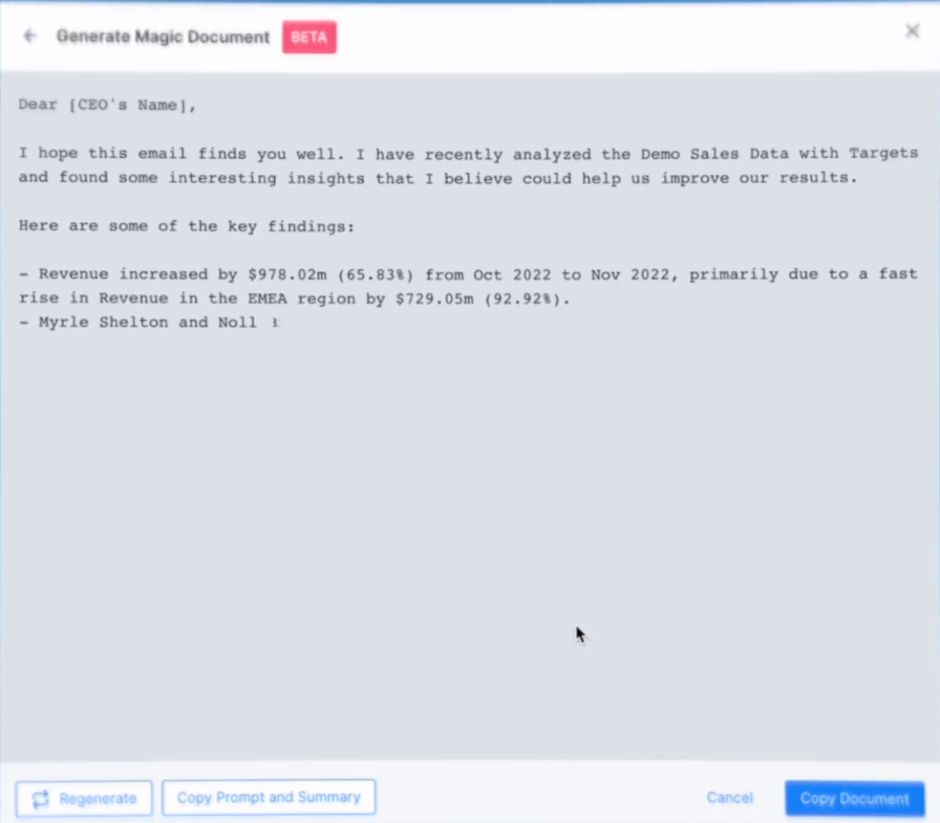 Generate Magic Document BETA
Dear [CEO's Name],
I hope this email finds you well. I have recently analyzed the Demo Sales Data with Targets
and found some interesting insights that I believe could help us improve our results.
Here are some of the key findings:
- Revenue increased by $978.02m (65.83%) from Oct 2022 to Nov 2022, primarily due to a fast
rise in Revenue in the EMEA region by $729.05m (92.92%).
- Myrle Shelton and Noll
Regenerate Copy Prompt and Summary Cancel Copy Document